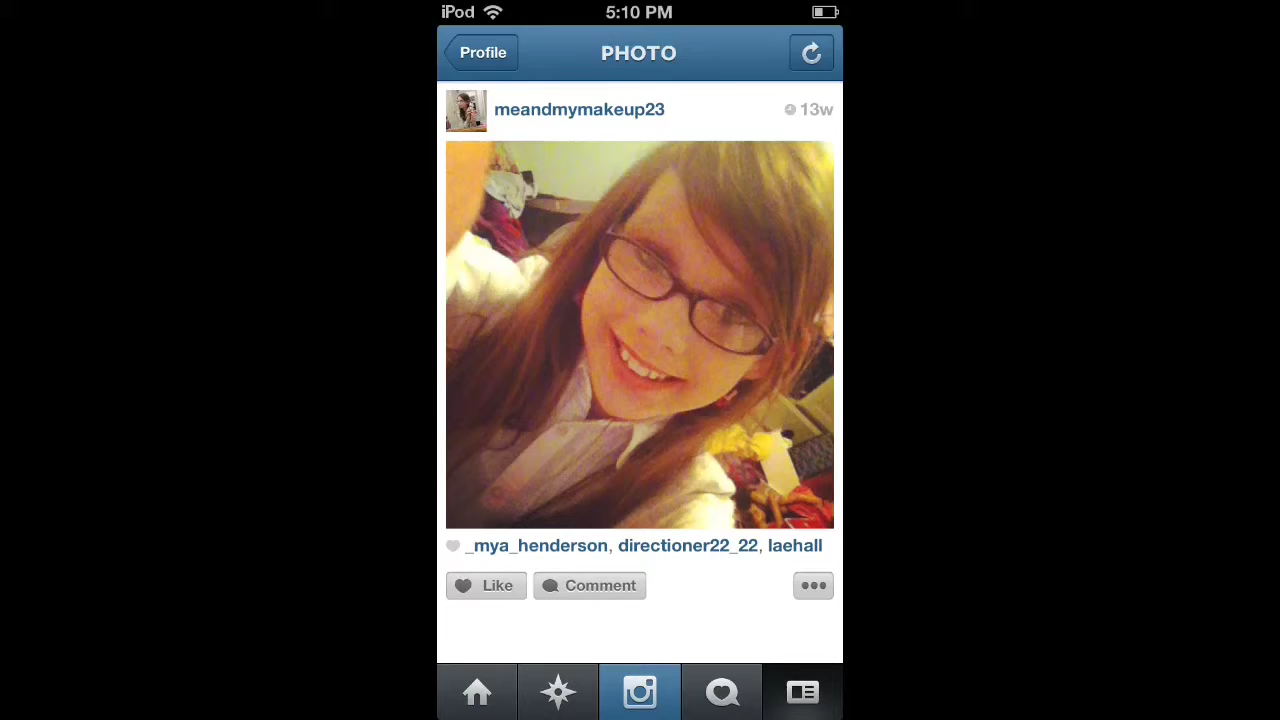 iPod 5:10 PM
Profile PHOTO
meandmymakeup23 13w
_mya_henderson, directioner22_22, laehall
Like Comment